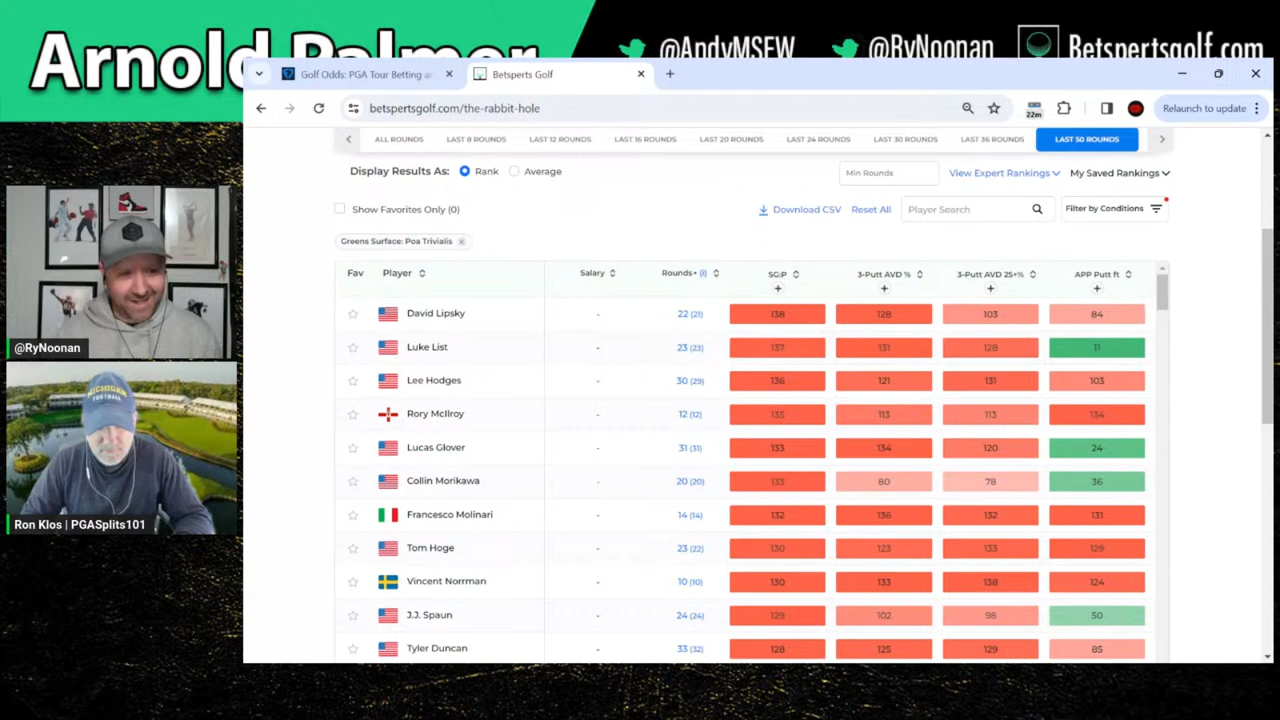 Arnold Palmer
@AndyMSFW
@RyNoonan
Betspertsgolf.com
Golf Odds: PGA Tour Betting a
Betsperts Golf
betspertsgolf.com/the-rabbit-hole
22m
Relaunch to update
ALL ROUNDS LAST 8 ROUNDS LAST 12 ROUNDS LAST 16 ROUNDS LAST 20 ROUNDS LAST 24 ROUNDS LAST 30 ROUNDS LAST 36 ROUNDS LAST 50 ROUNDS
Display Results As: Rank Average Min Rounds View Expert Rankings My Saved Rankings
Show Favorites Only (0) Download CSV Reset All Player Search Filter by Conditions
Greens Surface: Poa Trivialis x
Fav Player Salary Rounds• (i) SG:P 3-Putt AVD % 3-Putt AVD 25+% APP Putt ft
+ + + +
David Lipsky - 22 (21) 138 128 103 84
Luke List - 23 (23) 137 131 128 11
Lee Hodges - 30 (29) 136 121 131 103
Rory McIlroy - 12 (12) 135 113 113 134
Lucas Glover - 31 (31) 133 134 120 24
Collin Morikawa - 20 (20) 133 80 78 36
Francesco Molinari - 14 (14) 132 136 132 131
Tom Hoge - 23 (22) 130 123 133 129
Vincent Norrman - 10 (10) 130 133 138 124
J.J. Spaun - 24 (24) 129 102 98 50
Tyler Duncan - 33 (32) 128 125 129 85
@RyNoonan
MICHIGAN
FOOTBALL
Ron Klos | PGASplits101